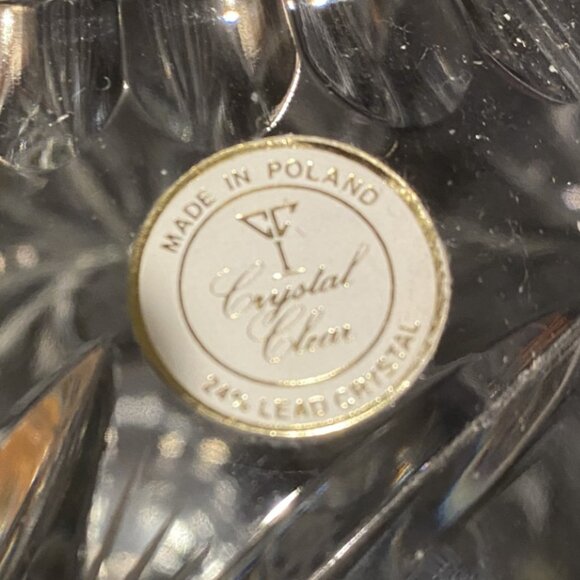 MADE IN POLAND
CC
Crystal
Clear
24% LEAD CRYSTAL